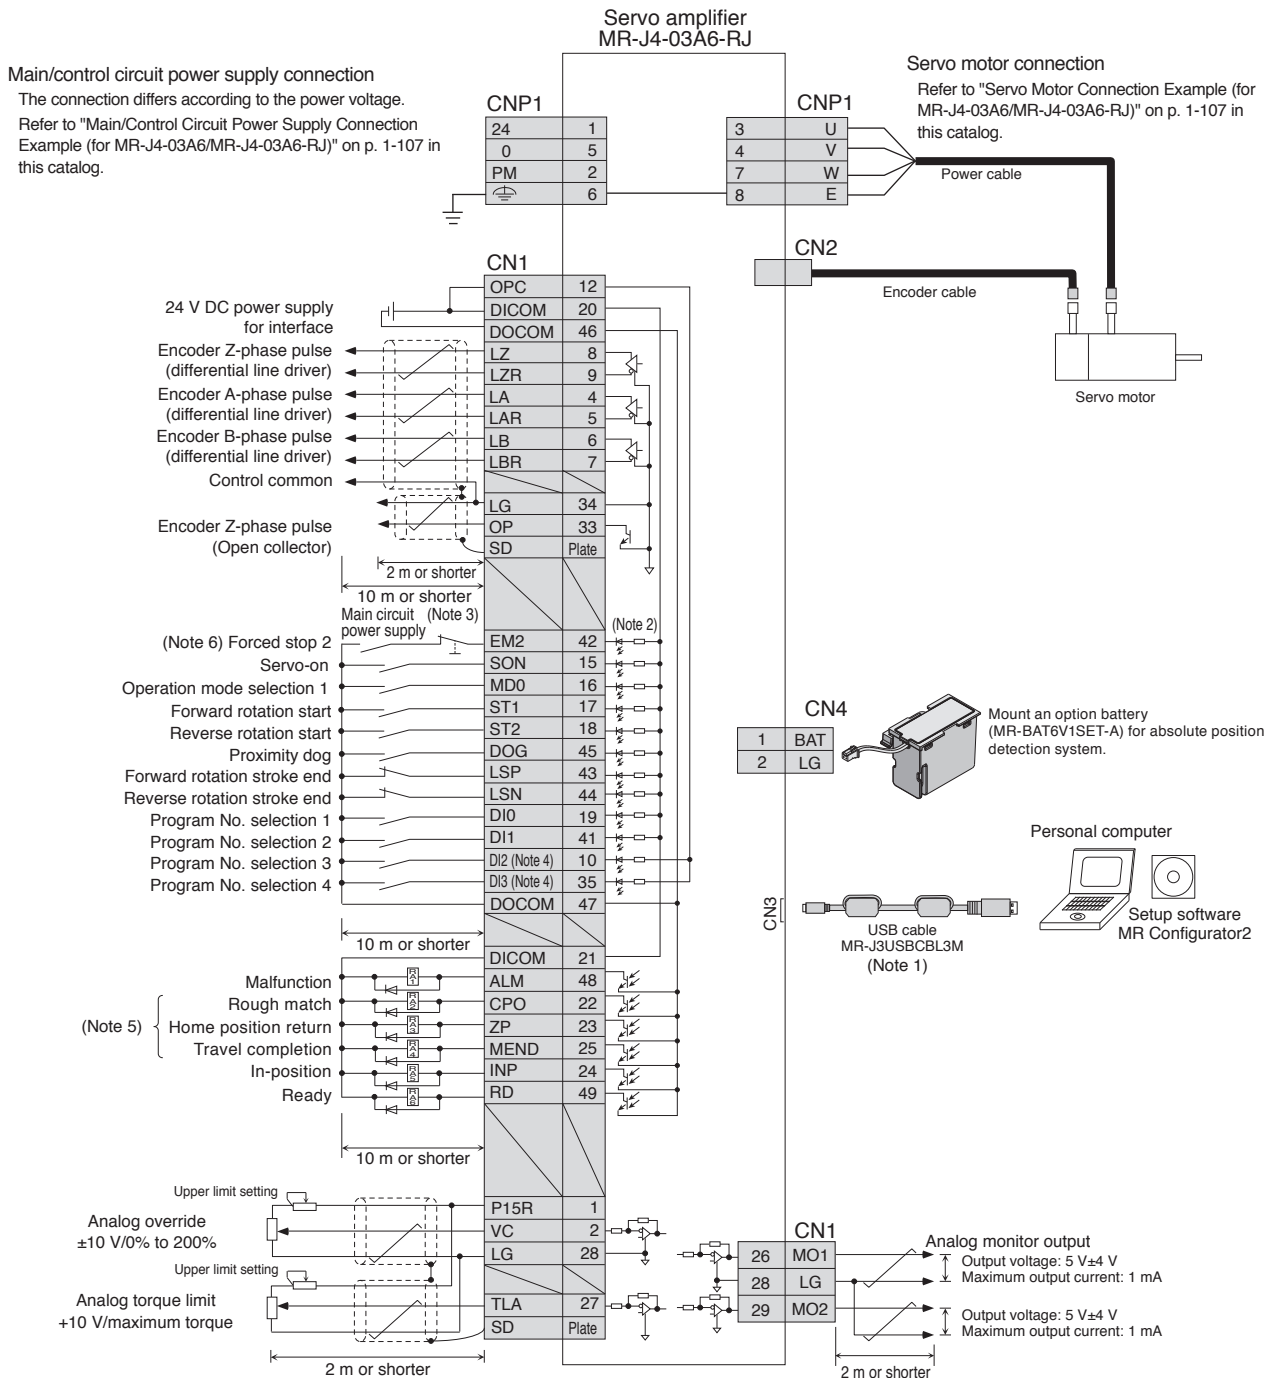 Servo amplifier
MR-J4-03A6-RJ
Main/control circuit power supply connection
The connection differs according to the power voltage.
Refer to "Main/Control Circuit Power Supply Connection
Example (for MR-J4-03A6/MR-J4-03A6-RJ)" on p. 1-107 in
this catalog.
Servo motor connection
Refer to "Servo Motor Connection Example (for
MR-J4-03A6/MR-J4-03A6-RJ)" on p. 1-107 in
this catalog.
CNP1
24 1
0 5
PM 2
6
CNP1
3 U
4 V
7 W
8 E
Power cable
CN2
Encoder cable
Servo motor
CN1
OPC 12
24 V DC power supply
for interface
DICOM 20
DOCOM 46
Encoder Z-phase pulse
(differential line driver)
LZ 8
LZR 9
Encoder A-phase pulse
(differential line driver)
LA 4
LAR 5
Encoder B-phase pulse
(differential line driver)
LB 6
LBR 7
Control common
LG 34
Encoder Z-phase pulse
(Open collector)
OP 33
SD Plate
2 m or shorter
10 m or shorter
Main circuit
power supply
(Note 3)
(Note 2)
(Note 6) Forced stop 2 EM2 42
Servo-on SON 15
Operation mode selection 1 MD0 16
Forward rotation start ST1 17
Reverse rotation start ST2 18
Proximity dog DOG 45
Forward rotation stroke end LSP 43
Reverse rotation stroke end LSN 44
Program No. selection 1 DI0 19
Program No. selection 2 DI1 41
Program No. selection 3 DI2 (Note 4) 10
Program No. selection 4 DI3 (Note 4) 35
DOCOM 47
10 m or shorter
DICOM 21
Malfunction RA1 ALM 48
Rough match RA2 CPO 22
(Note 5) Home position return RA3 ZP 23
Travel completion RA4 MEND 25
In-position RA5 INP 24
Ready RA6 RD 49
10 m or shorter
CN4
1 BAT
2 LG
Mount an option battery
(MR-BAT6V1SET-A) for absolute position
detection system.
Personal computer
CN3
USB cable
MR-J3USBCBL3M
(Note 1)
Setup software
MR Configurator2
Upper limit setting
P15R 1
Analog override
±10 V/0% to 200%
VC 2
LG 28
Upper limit setting
Analog torque limit
+10 V/maximum torque
TLA 27
SD Plate
2 m or shorter
CN1
26 MO1
28 LG
29 MO2
Analog monitor output
Output voltage: 5 V±4 V
Maximum output current: 1 mA
Output voltage: 5 V±4 V
Maximum output current: 1 mA
2 m or shorter